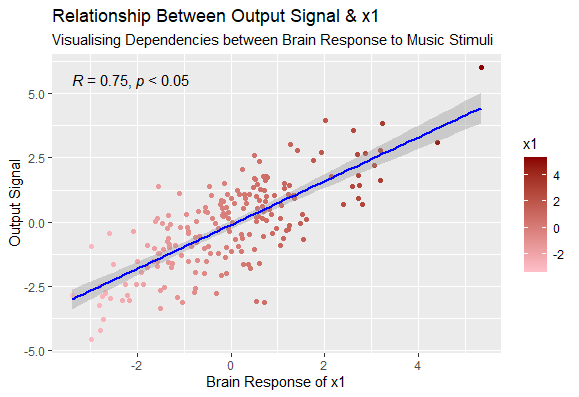 Relationship Between Output Signal & x1
Visualising Dependencies between Brain Response to Music Stimuli
R = 0.75, p < 0.05
5.0
2.5
0.0
-2.5
-5.0
Output Signal
-2
0
2
4
Brain Response of x1
x1
4
2
0
-2